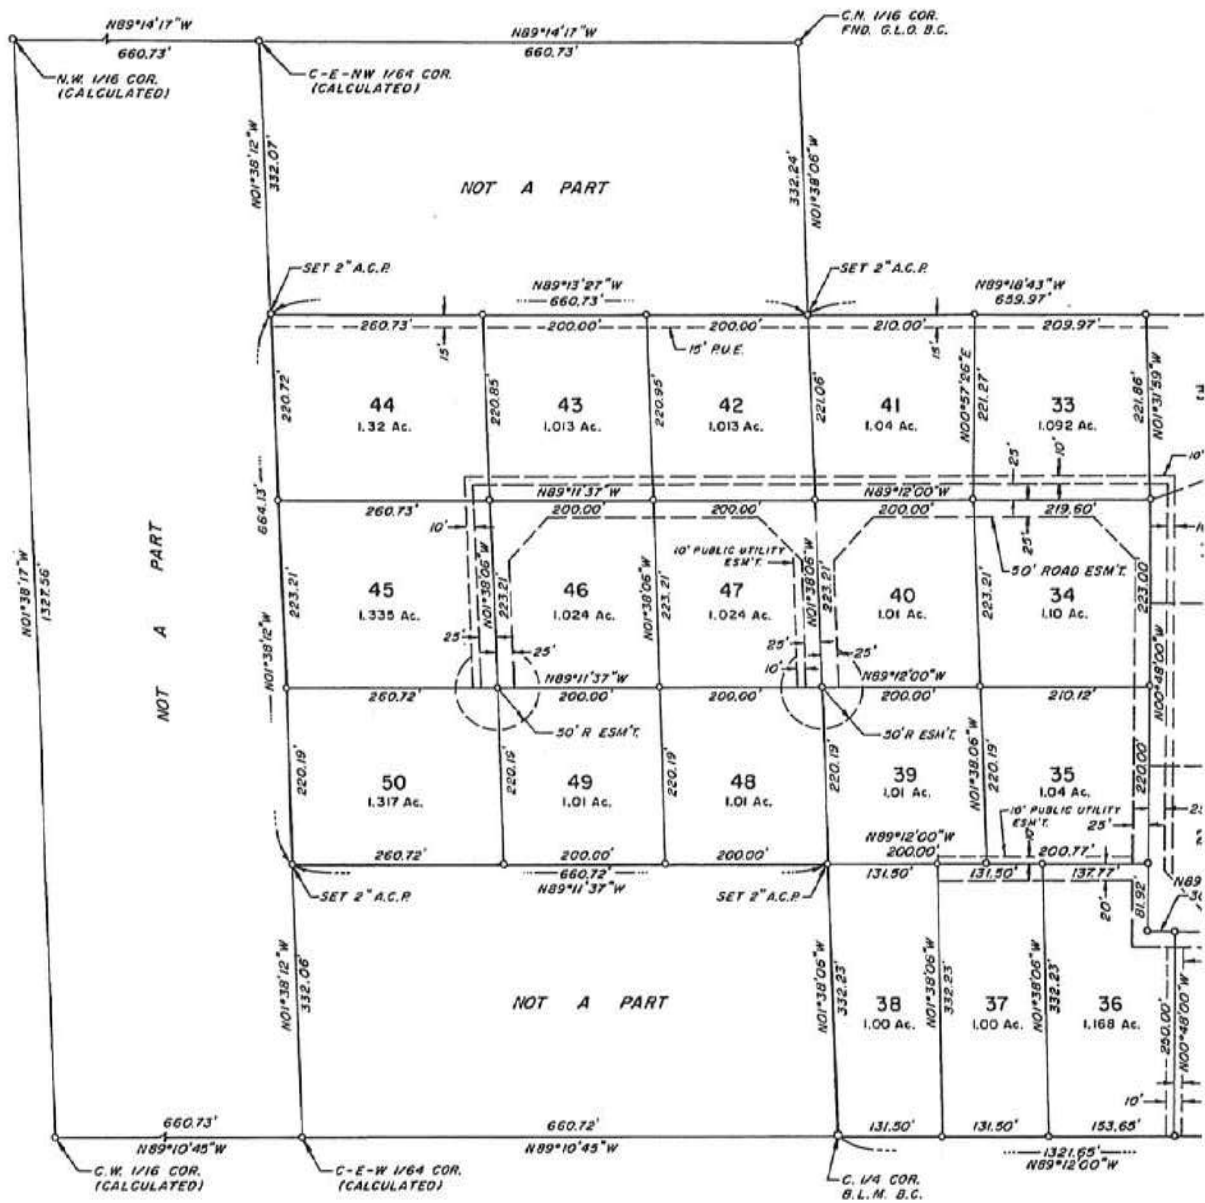 N89°14'17"W
660.73'
N89°14'17"W
660.73'
C.N. 1/16 COR.
FND. G.L.O. B.C.
N.W. 1/16 COR.
(CALCULATED)
C-E-NW 1/64 COR.
(CALCULATED)
N01°38'12"W
332.07'
332.24'
N01°38'06"W
NOT A PART
SET 2" A.C.P.
SET 2" A.C.P.
N89°13'27"W
660.73'
N89°18'43"W
659.97'
260.73'
200.00'
200.00'
210.00'
209.97'
15'
15' P.U.E.
15'
220.72'
220.85'
220.95'
221.06'
N00°57'26"E
221.27'
221.86'
N01°31'59"W
44
1.32 Ac.
43
1.013 Ac.
42
1.013 Ac.
41
1.04 Ac.
33
1.092 Ac.
25'
10'
10'
664.13'
N89°11'37"W
N89°12'00"W
260.73'
200.00'
200.00'
200.00'
219.60'
10'
25'
10' PUBLIC UTILITY
ESM'T.
50' ROAD ESM'T.
NOT A PART
N01°38'17"W
1327.56'
N01°38'12"W
223.21'
N01°38'06"W
223.21'
N01°38'06"W
223.21'
N01°38'06"W
223.21'
223.21'
223.00'
N00°48'00"W
45
1.335 Ac.
46
1.024 Ac.
47
1.024 Ac.
40
1.01 Ac.
34
1.10 Ac.
25'
25'
25'
25'
10'
N89°11'37"W
N89°12'00"W
260.72'
200.00'
200.00'
200.00'
210.12'
50' R ESM'T.
50' R ESM'T.
220.19'
220.19'
220.19'
220.19'
N01°38'06"W
220.19'
220.00'
50
1.317 Ac.
49
1.01 Ac.
48
1.01 Ac.
39
1.01 Ac.
35
1.04 Ac.
10' PUBLIC UTILITY
ESM'T.
25'
10'
N89°12'00"W
260.72'
200.00'
200.00'
200.00'
200.77'
660.72'
N89°11'37"W
131.50'
131.50'
137.77'
20'
81.92'
N89
SET 2" A.C.P.
SET 2" A.C.P.
N01°38'12"W
332.06'
NOT A PART
N01°38'06"W
332.23'
N01°38'06"W
332.23'
N01°38'06"W
332.23'
250.00'
N00°48'00"W
38
1.00 Ac.
37
1.00 Ac.
36
1.168 Ac.
10'
660.73'
N89°10'45"W
660.72'
N89°10'45"W
131.50'
131.50'
153.65'
1321.65'
N89°12'00"W
C.W. 1/16 COR.
(CALCULATED)
C-E-W 1/64 COR.
(CALCULATED)
C. 1/4 COR.
B.L.M. B.C.